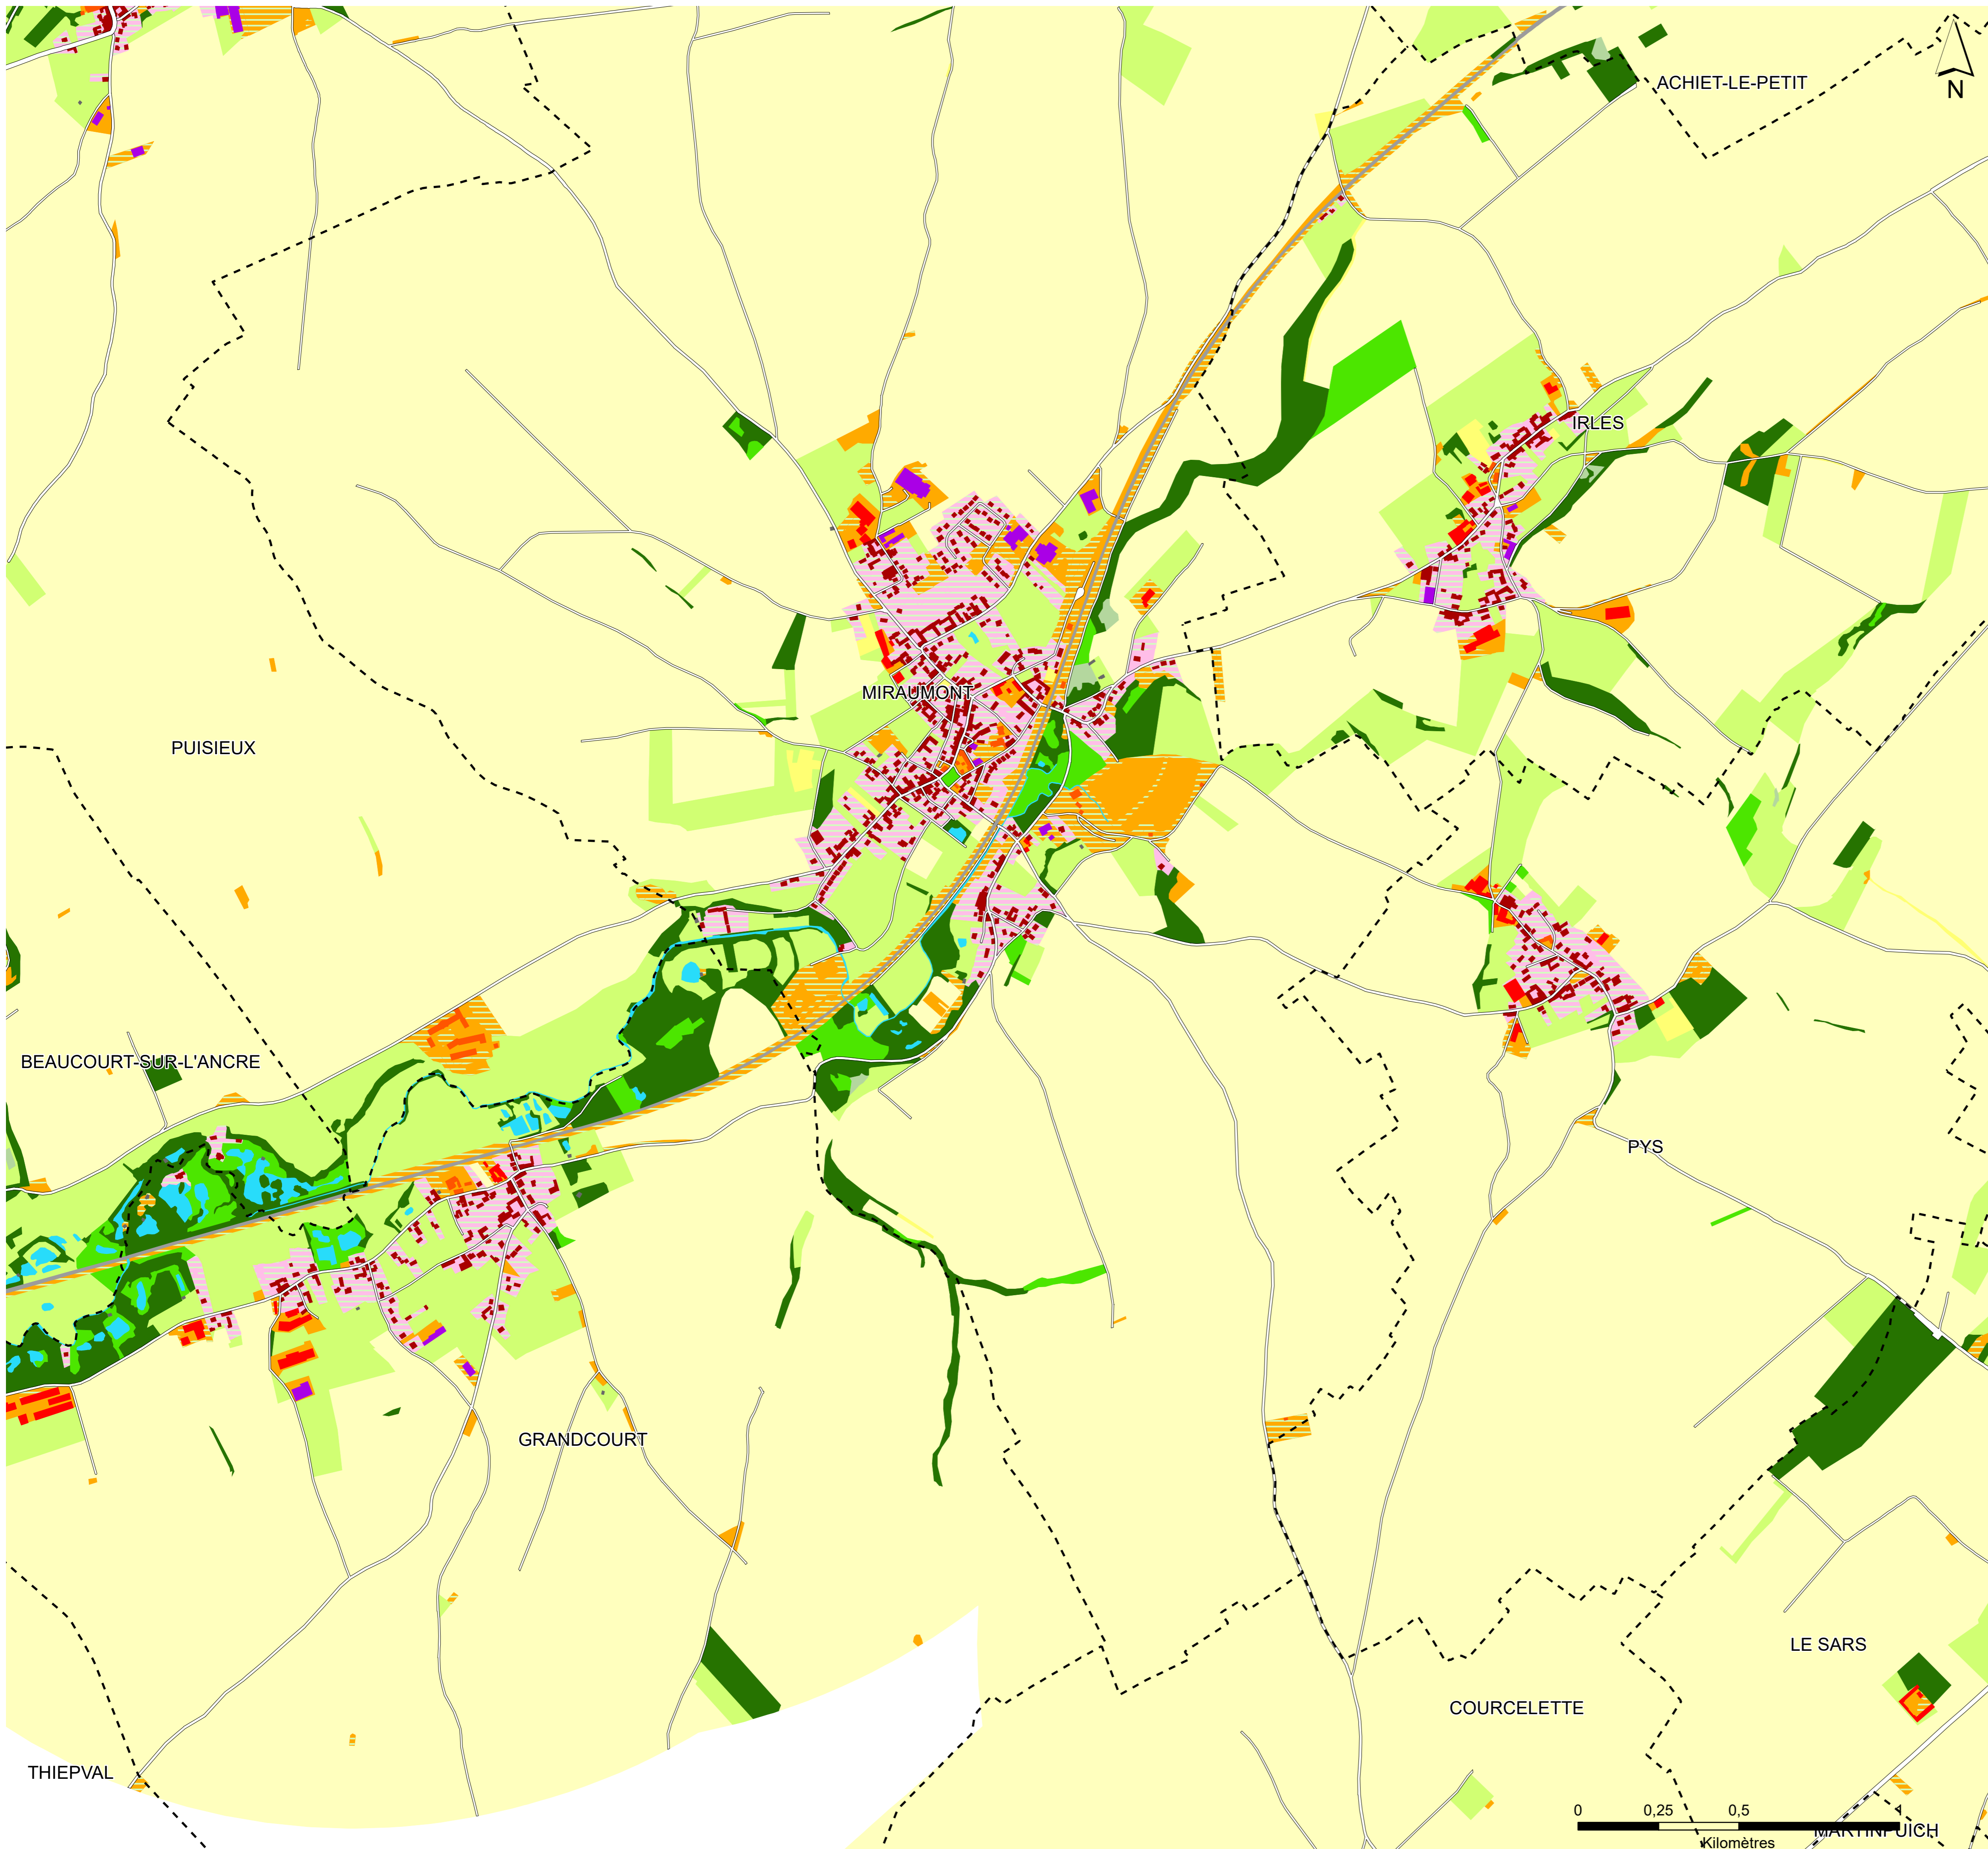 ACHIET-LE-PETIT
N
IRLES
MIRAUMONT
PUISIEUX
BEAUCOURT-SUR-L'ANCRE
PYS
GRANDCOURT
LE SARS
COURCELETTE
THIEPVAL
0 0,25 0,5 1
MARTINPUICH
Kilomètres